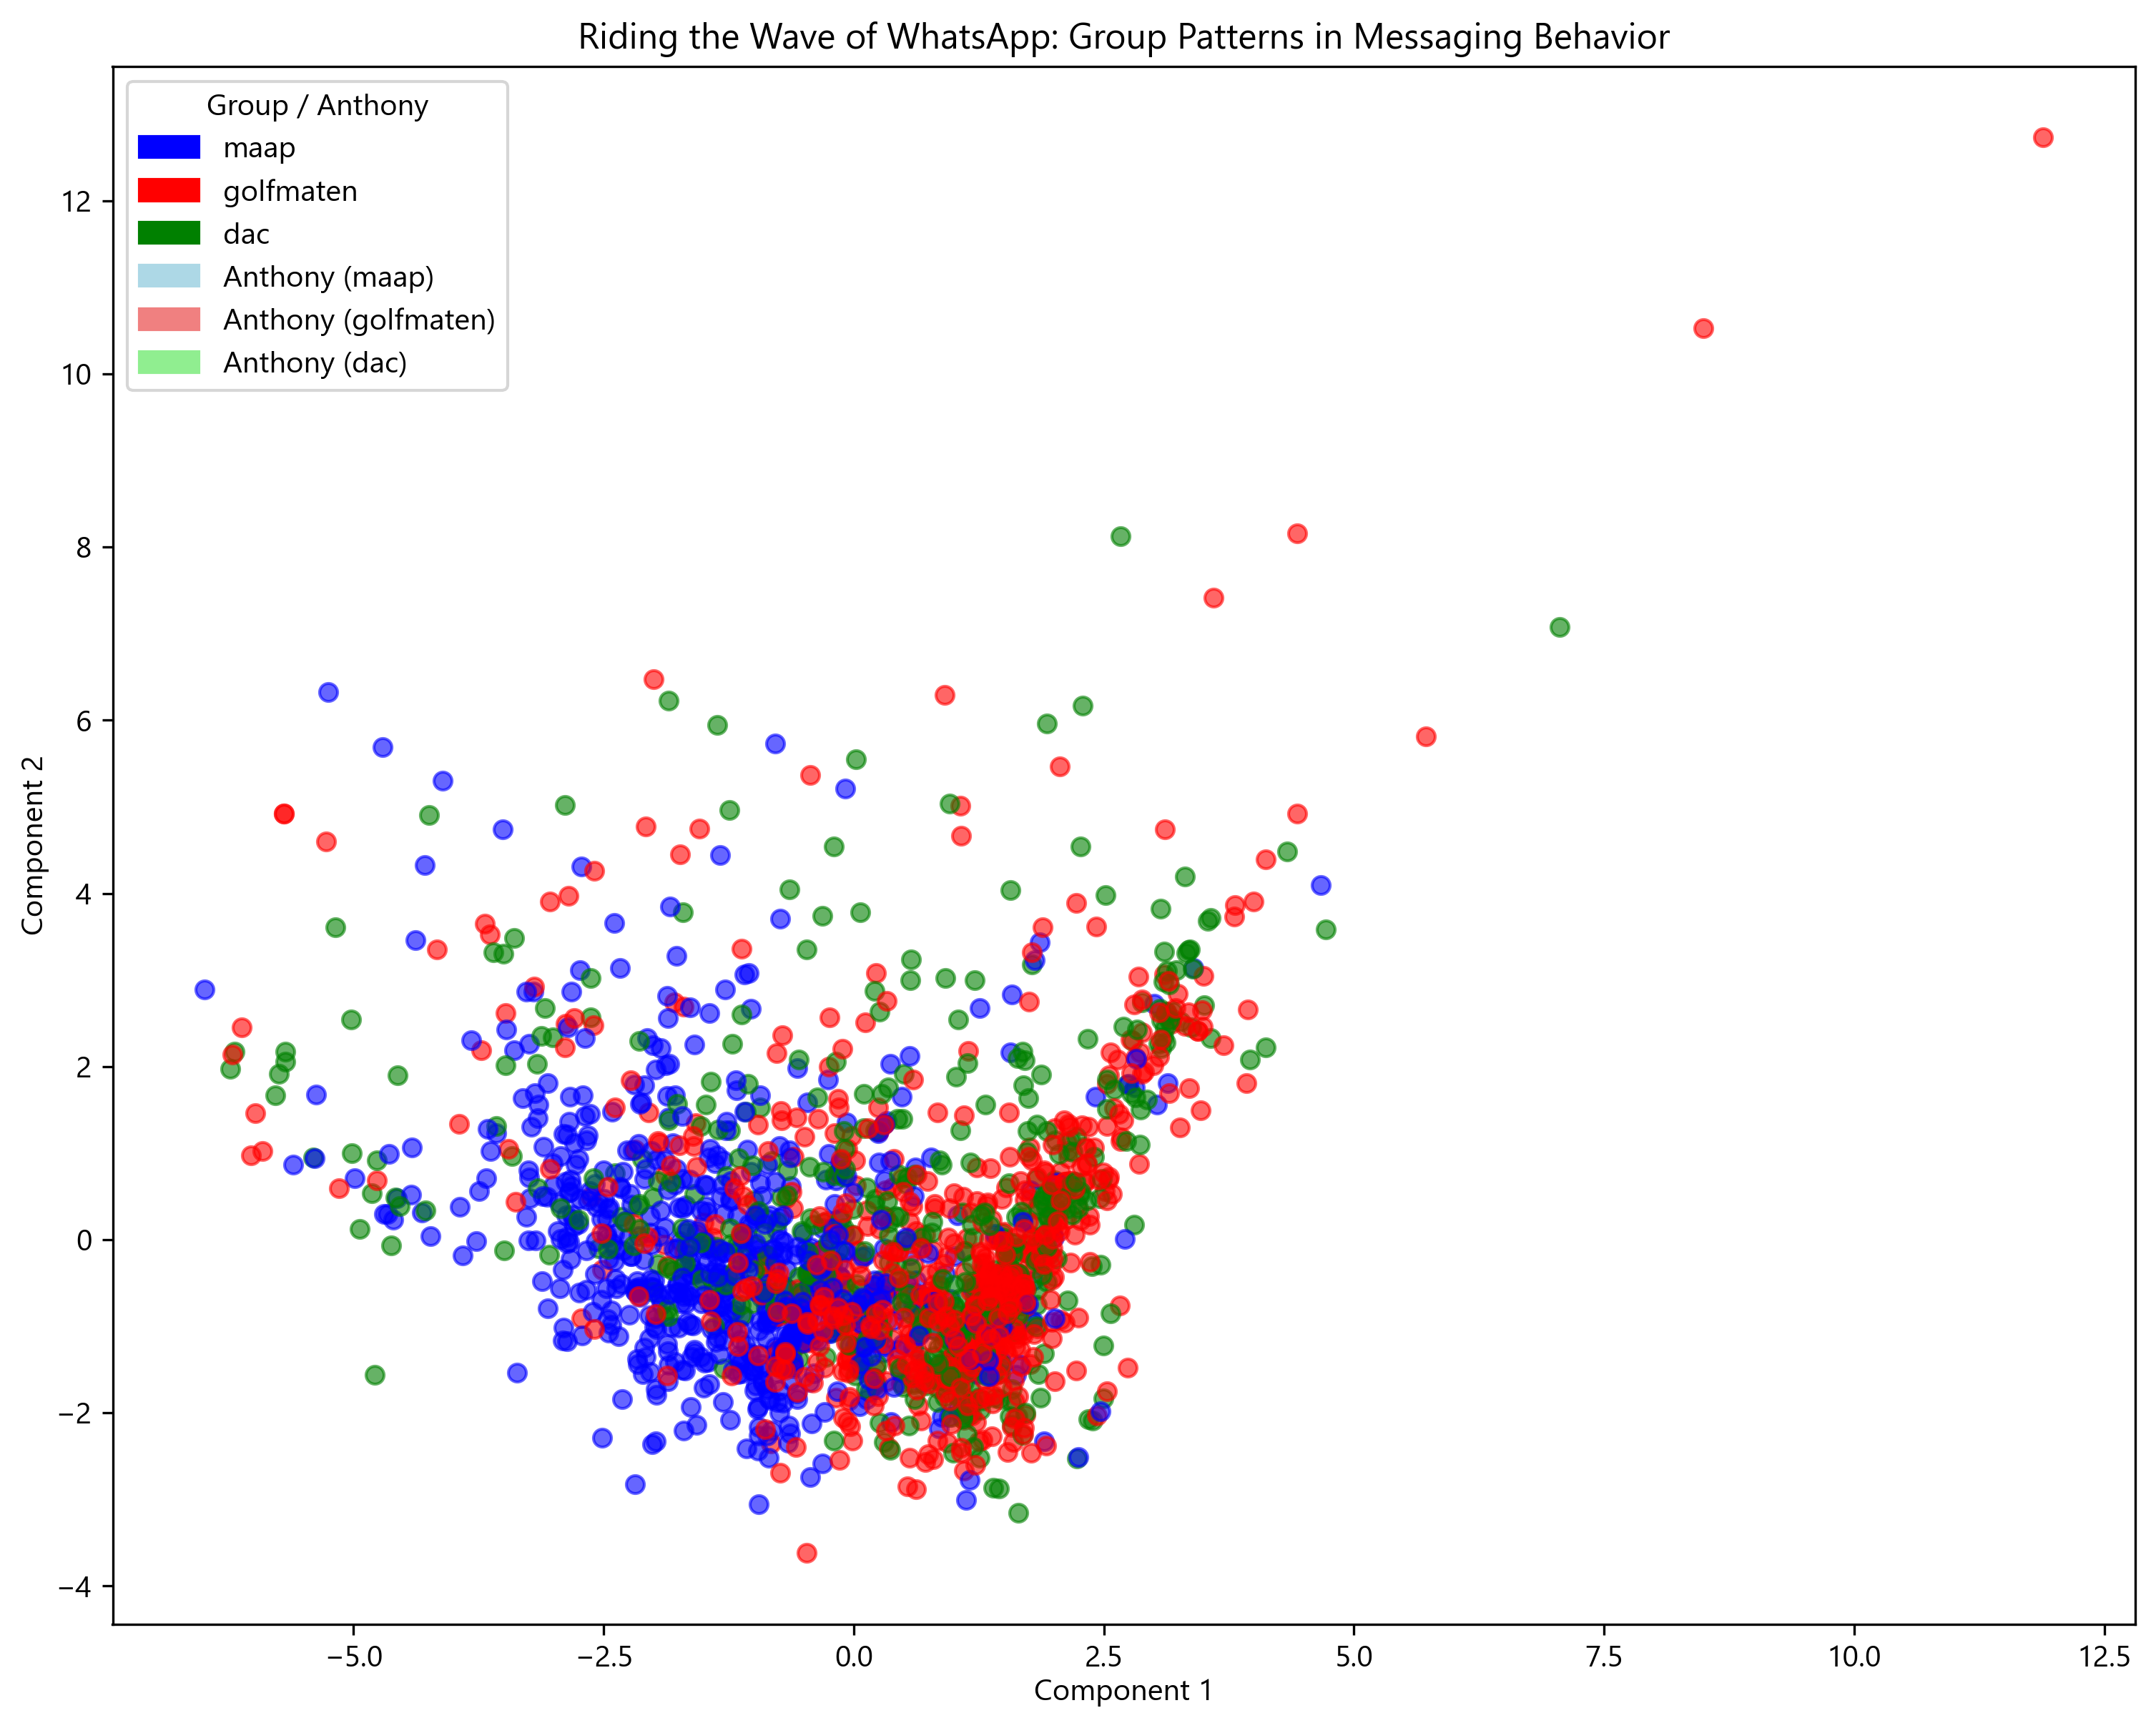 Riding the Wave of WhatsApp: Group Patterns in Messaging Behavior
Group / Anthony
maap
golfmaten
dac
Anthony (maap)
Anthony (golfmaten)
Anthony (dac)
12
10
8
6
4
2
0
−2
−4
Component 2
−5.0
−2.5
0.0
2.5
5.0
7.5
10.0
12.5
Component 1